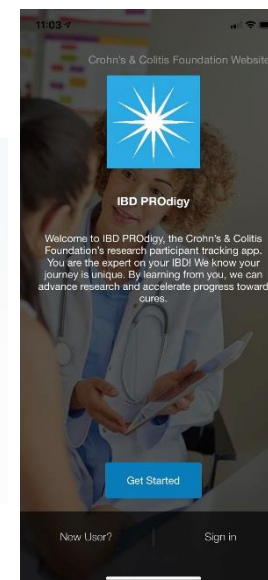 11:03
Crohn's & Colitis Foundation Website
IBD PROdigy
Welcome to IBD PROdigy, the Crohn's & Colitis
Foundation's research participant tracking app.
You are the expert on your IBD! We know your
journey is unique. By learning from you, we can
advance research and accelerate progress toward
cures.
Get Started
New User?
Sign in